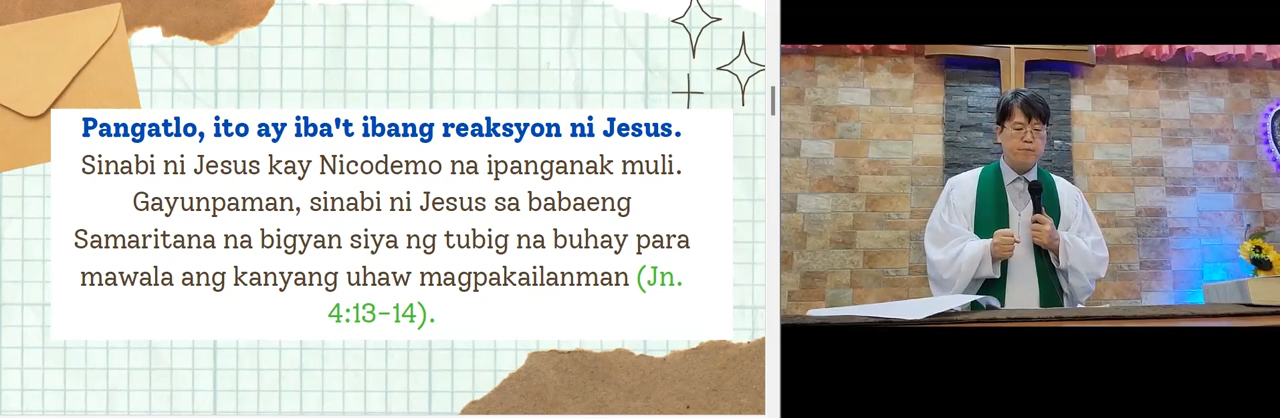 Pangatlo, ito ay iba't ibang reaksyon ni Jesus.
Sinabi ni Jesus kay Nicodemo na ipanganak muli.
Gayunpaman, sinabi ni Jesus sa babaeng
Samaritana na bigyan siya ng tubig na buhay para
mawala ang kanyang uhaw magpakailanman (Jn.
4:13-14).